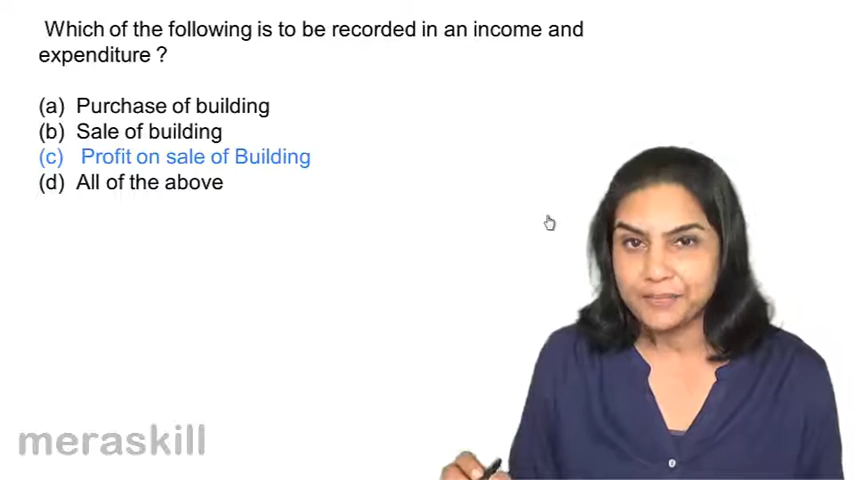 Which of the following is to be recorded in an income and
expenditure ?
(a) Purchase of building
(b) Sale of building
(c) Profit on sale of Building
(d) All of the above
meraskill